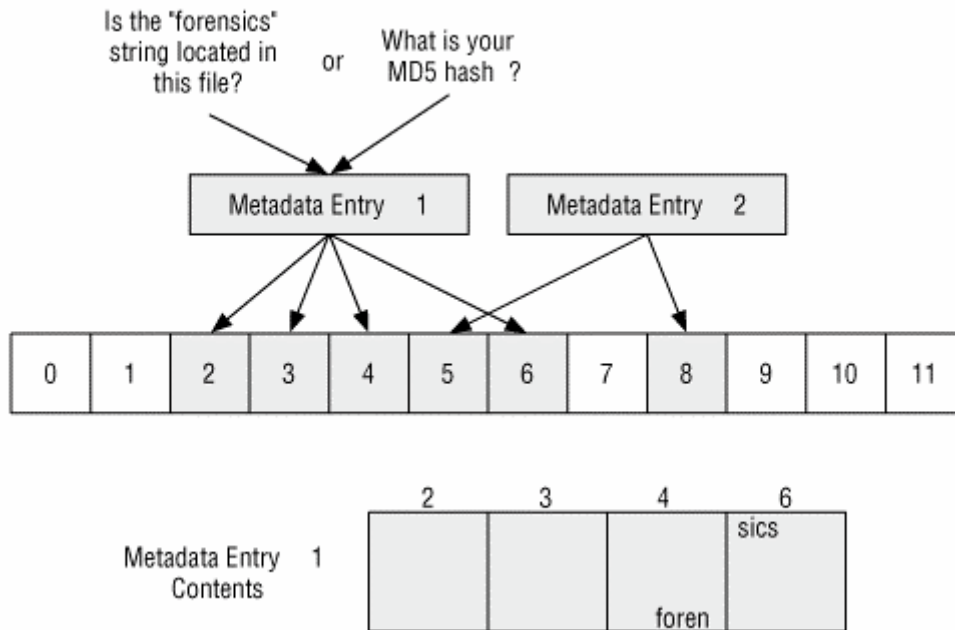 Is the "forensics"
string located in
this file?
or
What is your
MD5 hash ?
Metadata Entry 1
Metadata Entry 2
0 1 2 3 4 5 6 7 8 9 10 11
2 3 4 6
sics
Metadata Entry 1
Contents
foren